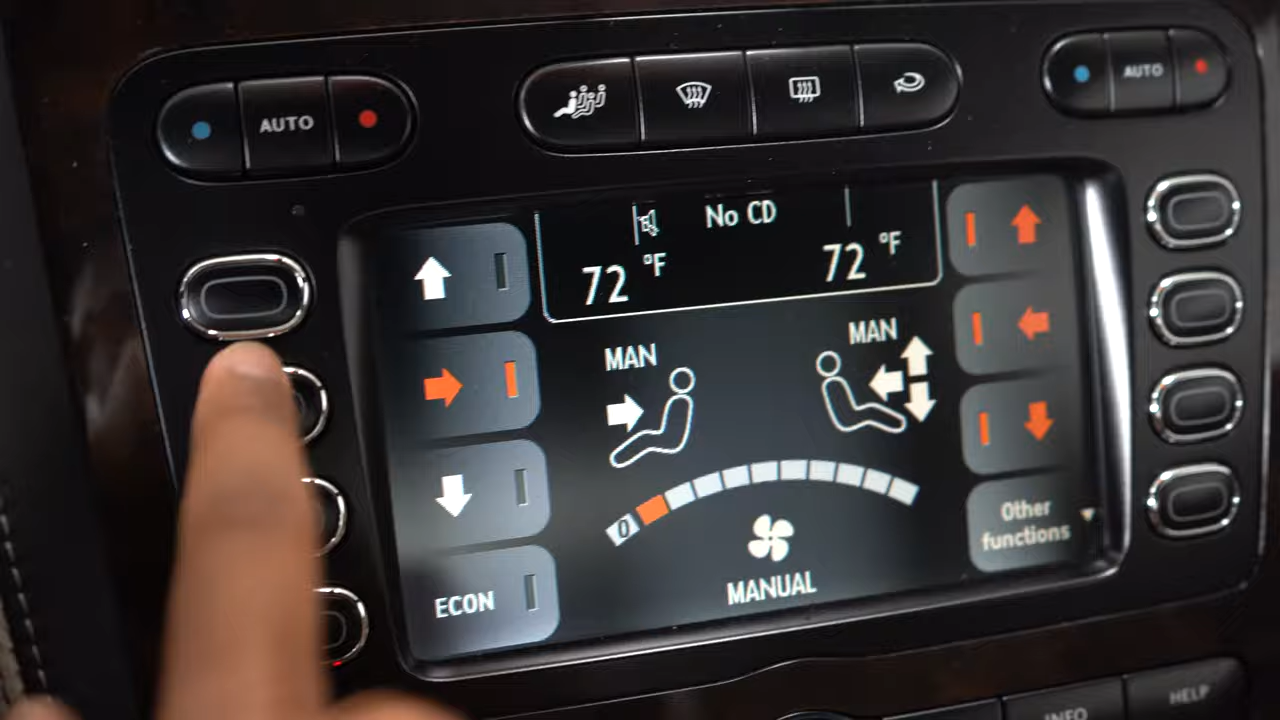 AUTO
AUTO
No CD
72 °F
72 °F
MAN
MAN
0
Other
functions
MANUAL
ECON
INFO
HELP